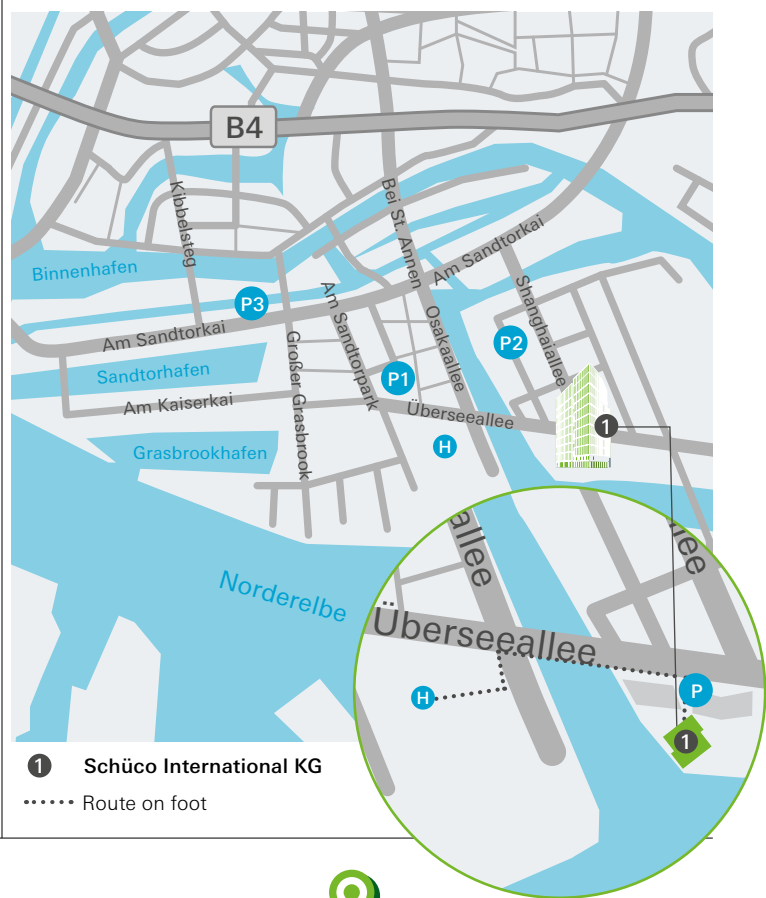 B4
Kibbelsteg
Bei St. Annen
Binnenhafen
Am Sandtorkai
P3
Am Sandtorpark
Osakaallee
Shanghaiallee
P2
Am Sandtorkai
Großer Grasbrook
Sandtorhafen
P1
Am Kaiserkai
Überseeallee
1
H
Grasbrookhafen
allee
llee
Norderelbe
Überseeallee
H
P
1
1 Schüco International KG
Route on foot